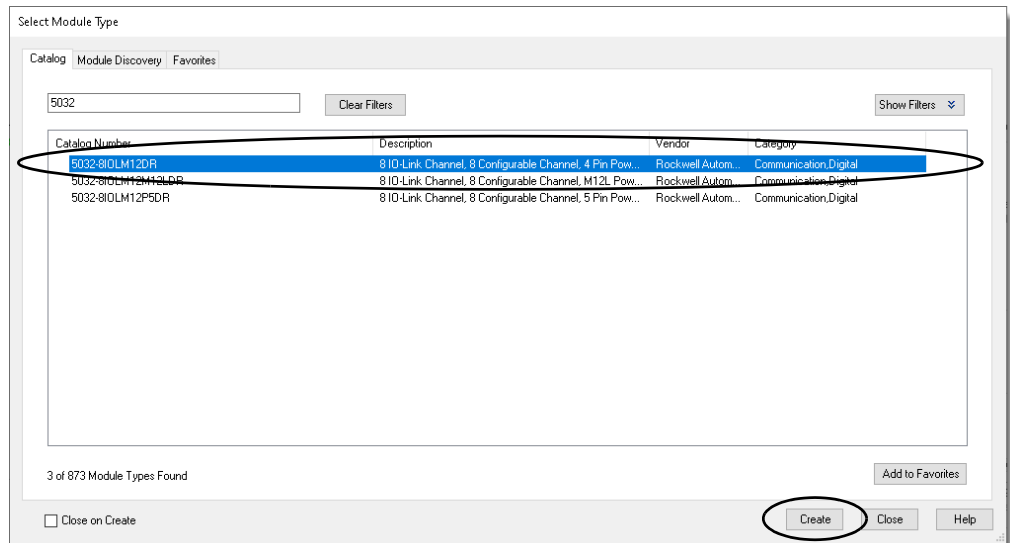 Select Module Type
Catalog Module Discovery Favorites
5032 Clear Filters Show Filters
Catalog Number Description Vendor Category
5032-8IOLM12DR 8 IO-Link Channel, 8 Configurable Channel, 4 Pin Pow... Rockwell Autom... Communication,Digital
5032-8IOLM12M12LDR 8 IO-Link Channel, 8 Configurable Channel, M12L Pow... Rockwell Autom... Communication,Digital
5032-8IOLM12P5DR 8 IO-Link Channel, 8 Configurable Channel, 5 Pin Pow... Rockwell Autom... Communication,Digital
3 of 873 Module Types Found Add to Favorites
Close on Create Create Close Help